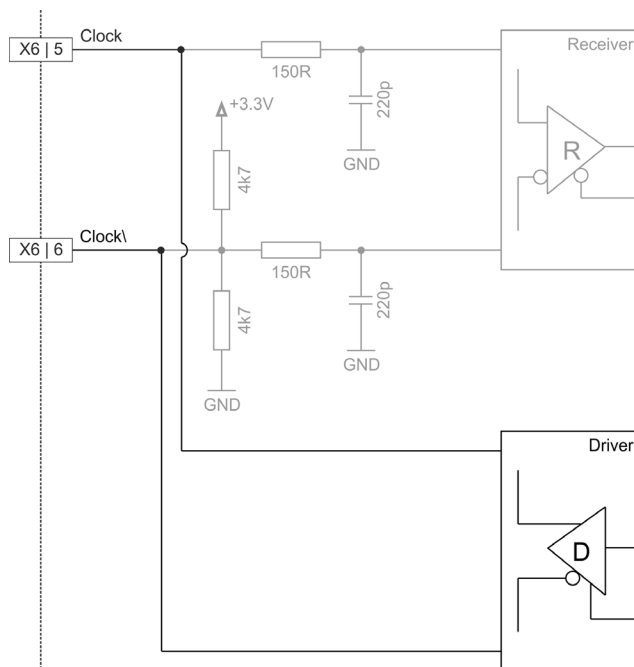 X6 | 5
Clock
Receiver
150R
220p
+3.3V
GND
R
4k7
X6 | 6
Clock\
150R
220p
4k7
GND
GND
Driver
D